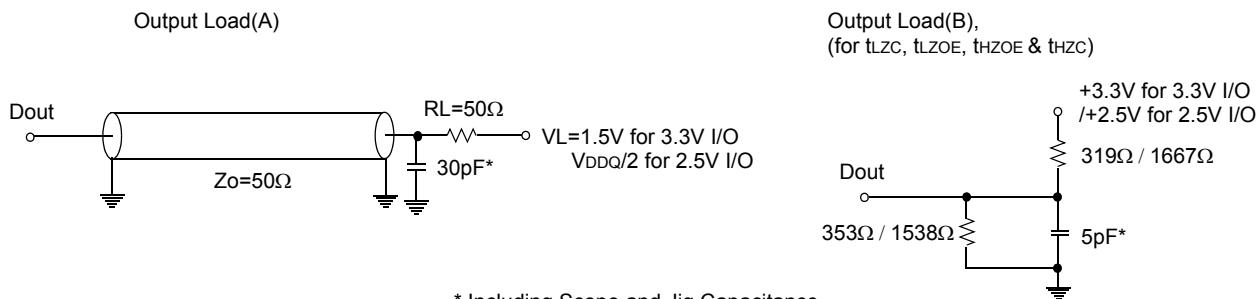 Output Load(A)
Dout
Zo=50Ω
RL=50Ω
30pF*
VL=1.5V for 3.3V I/O
VDDQ/2 for 2.5V I/O
Output Load(B),
(for tLZC, tLZOE, tHZOE & tHZC)
+3.3V for 3.3V I/O
/+2.5V for 2.5V I/O
319Ω / 1667Ω
Dout
353Ω / 1538Ω
5pF*
* Including Scope and Jig Capacitance